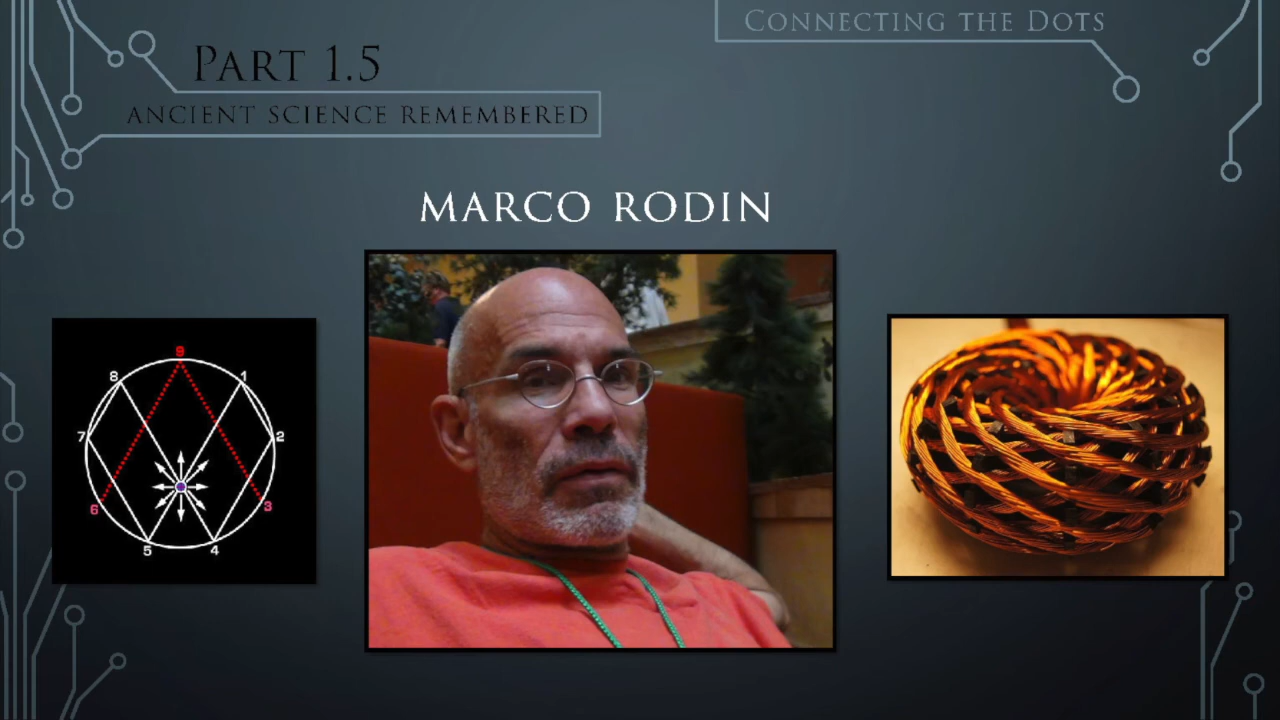 Connecting the Dots
Part 1.5
Ancient Science Remembered
Marco Rodin
9
8
1
7
2
6
3
5
4